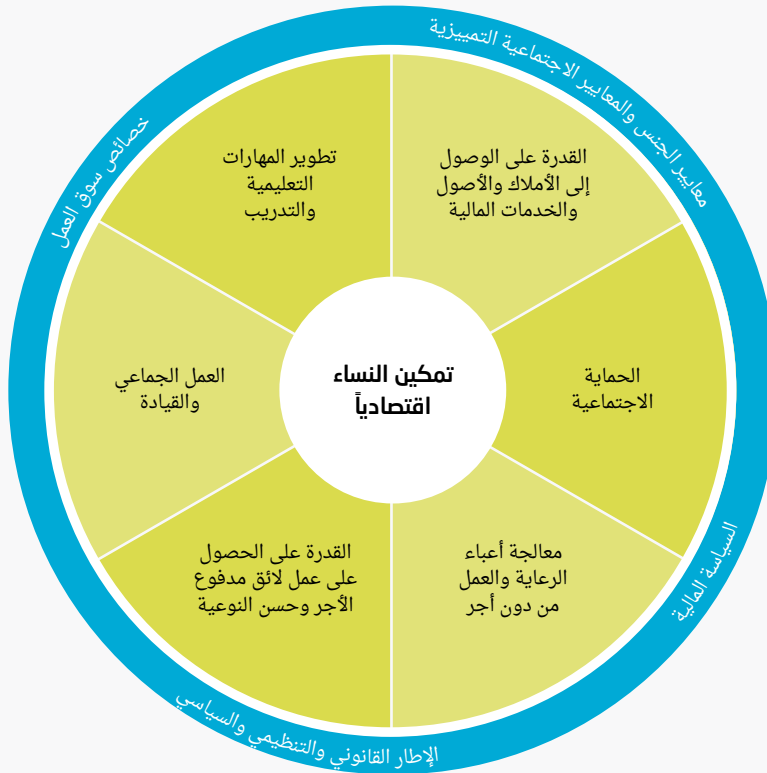 معايير الجنس والمعايير الاجتماعية التمييزية
خصائص سوق العمل
القدرة على الوصول
إلى الأملاك والأصول
والخدمات المالية
تطوير المهارات
التعليمية
والتدريب
الحماية
الاجتماعية
تمكين النساء
اقتصادياً
العمل الجماعي
والقيادة
معالجة أعباء
الرعاية والعمل
من دون أجر
القدرة على الحصول
على عمل لائق مدفوع
الأجر وحسن النوعية
السياسة المالية
الإطار القانوني والتنظيمي والسياسي